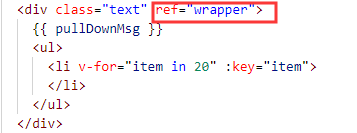 <div class="text" ref="wrapper">
{{ pullDownMsg }}
<ul>
<li v-for="item in 20" :key="item">
</li>
</ul>
</div>